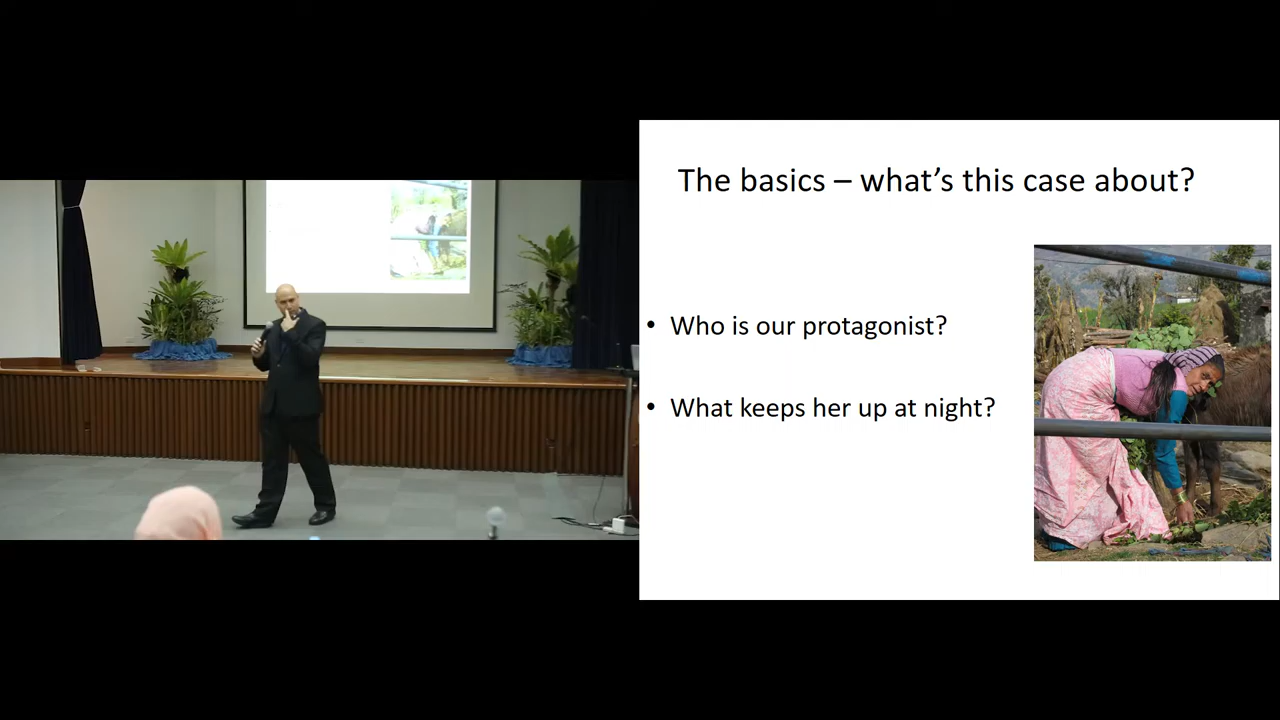 The basics – what’s this case about?
• Who is our protagonist?
• What keeps her up at night?